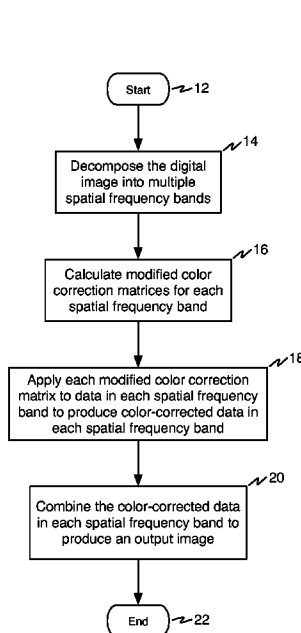 Start
12
14
Decompose the digital
image into multiple
spatial frequency bands
16
Calculate modified color
correction matrices for each
spatial frequency band
18
Apply each modified color correction
matrix to data in each spatial frequency
band to produce color-corrected data in
each spatial frequency band
20
Combine the color-corrected data
in each spatial frequency band to
produce an output image
End
22